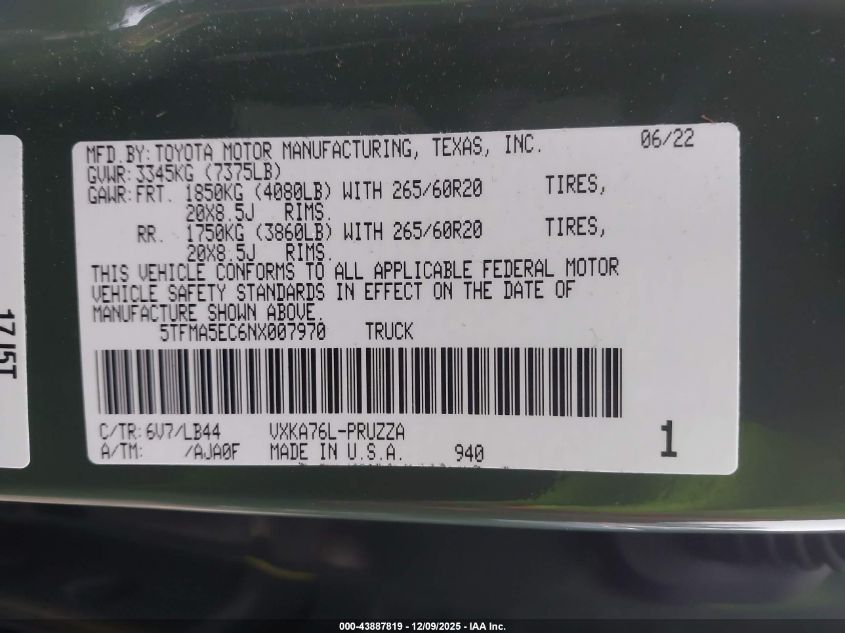 MFD.BY: TOYOTA MOTOR MANUFACTURING, TEXAS, INC. 06/22
GVWR: 3345KG (7375LB)
GAWR: FRT. 1850KG (4080LB) WITH 265/60R20 TIRES,
20X8.5J RIMS.
RR. 1750KG (3860LB) WITH 265/60R20 TIRES,
20X8.5J RIMS.
THIS VEHICLE CONFORMS TO ALL APPLICABLE FEDERAL MOTOR
VEHICLE SAFETY STANDARDS IN EFFECT ON THE DATE OF
MANUFACTURE SHOWN ABOVE.
5TFMA5EC6NX007970 TRUCK
C/TR: 6V7/LB44 VXKA76L-PRUZZA
A/TM: /AJA0F MADE IN U.S.A. 940 1
000-43887819 - 12/09/2025 - IAA Inc.